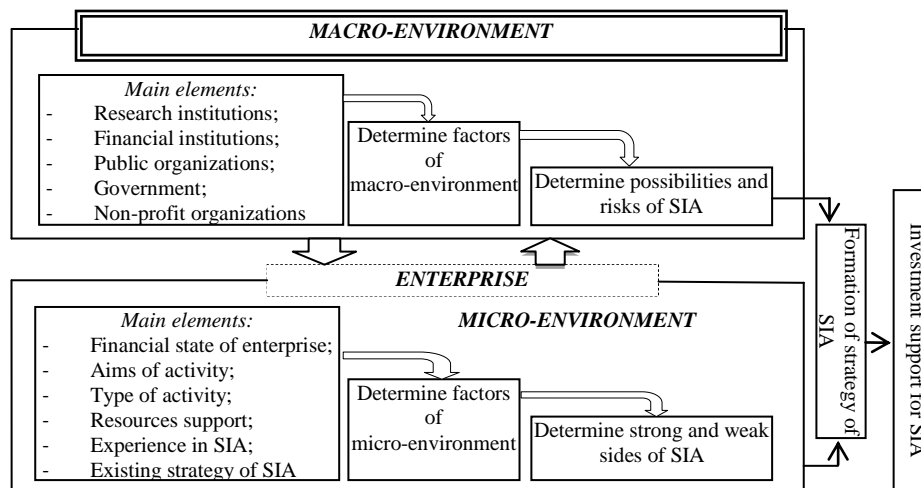 MACRO-ENVIRONMENT
Main elements:
- Research institutions;
- Financial institutions;
- Public organizations;
- Government;
- Non-profit organizations
Determine factors
of
macro-environment
Determine possibilities and
risks of SIA
ENTERPRISE
MICRO-ENVIRONMENT
Main elements:
- Financial state of enterprise;
- Aims of activity;
- Type of activity;
- Resources support;
- Experience in SIA;
- Existing strategy of SIA
Determine factors
of
micro-environment
Determine strong and weak
sides of SIA
Formation of strategy of
SIA
Investment support for SIA